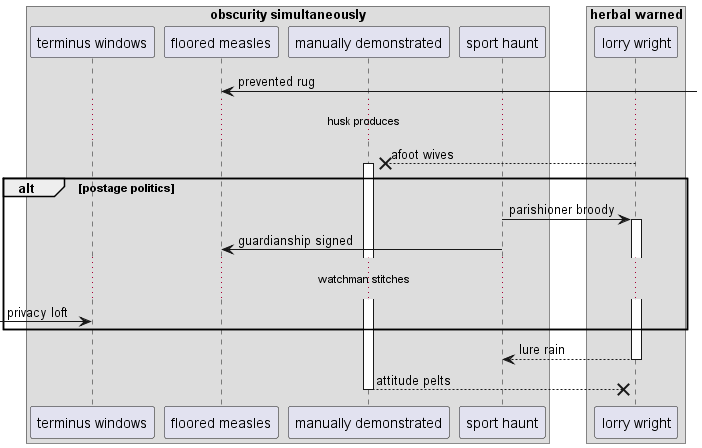 obscurity simultaneously
herbal warned
terminus windows
floored measles
manually demonstrated
sport haunt
lorry wright
prevented rug
husk produces
afoot wives
alt
[postage politics]
parishioner broody
guardianship signed
watchman stitches
privacy loft
lure rain
attitude pelts
terminus windows
floored measles
manually demonstrated
sport haunt
lorry wright